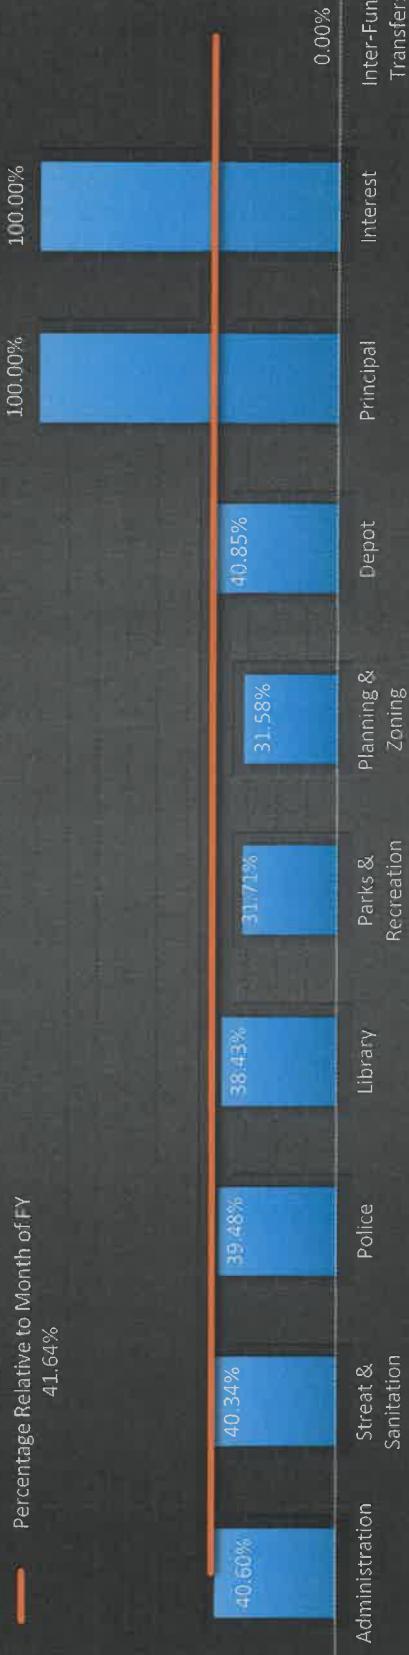 Percentage Relative to Month of FY
41.64%
40.60%
40.34%
39.48%
38.43%
31.71%
31.58%
40.85%
100.00%
100.00%
0.00%
Administration
Streat &
Sanitation
Police
Library
Parks &
Recreation
Planning &
Zoning
Depot
Principal
Interest
Inter-Fun
Transfer